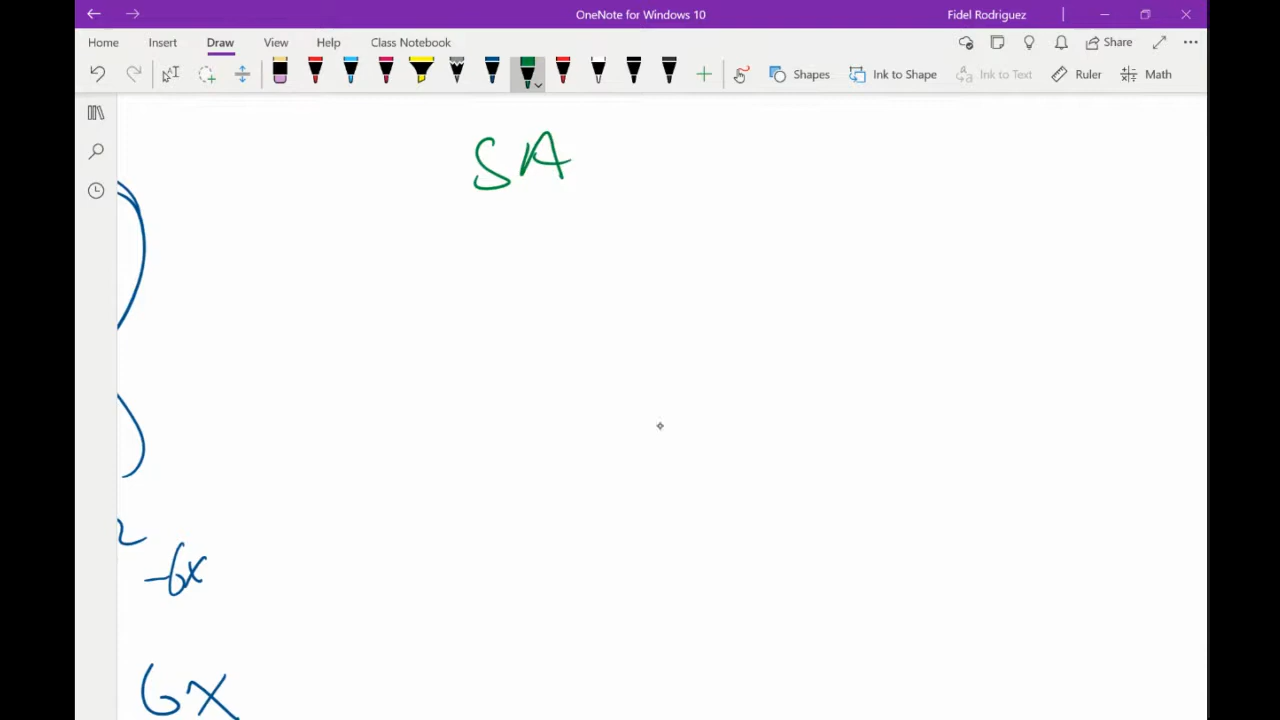 OneNote for Windows 10
Fidel Rodriguez
Home Insert Draw View Help Class Notebook
Share
Shapes Ink to Shape Ink to Text Ruler Math
SA
2
-6x
6x